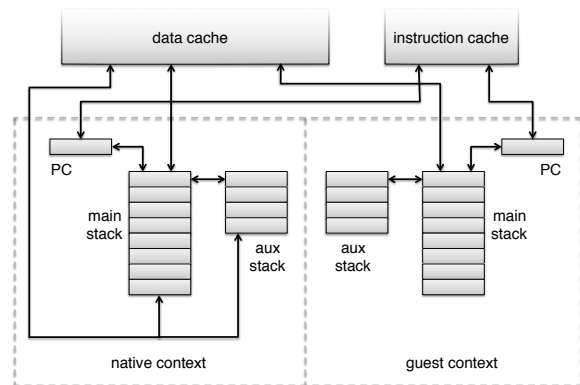 data cache
instruction cache
PC
PC
main
stack
aux
stack
aux
stack
main
stack
native context
guest context